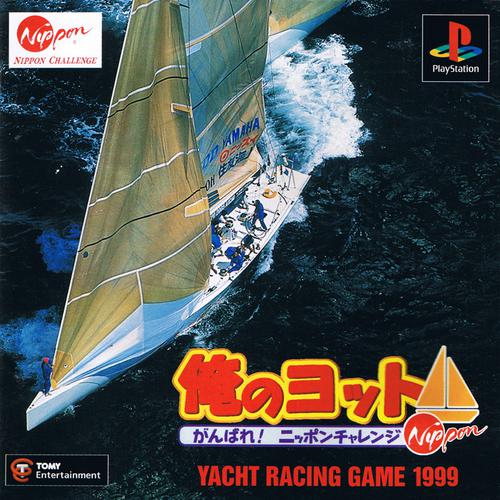 Nippon
NIPPON CHALLENGE
PlayStation
YAMAHA
俺のヨット
がんばれ! ニッポンチャレンジ
Nippon
TOMY
Entertainment
YACHT RACING GAME 1999